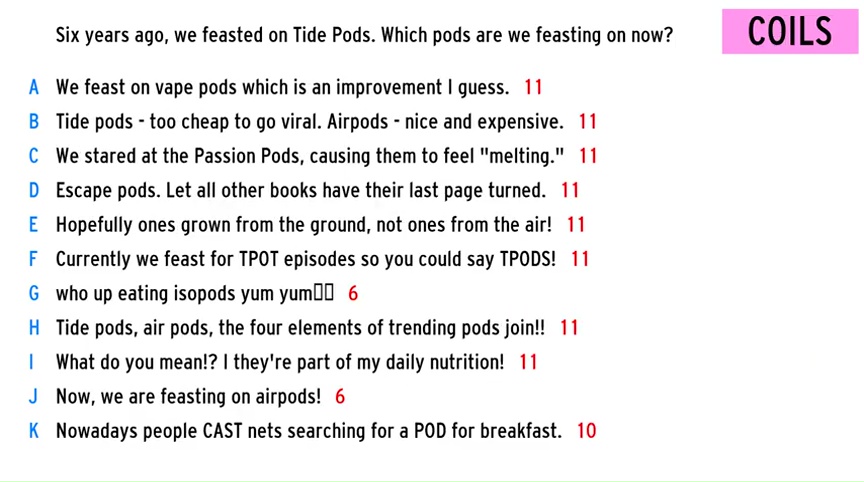 Six years ago, we feasted on Tide Pods. Which pods are we feasting on now?
COILS
A We feast on vape pods which is an improvement I guess. 11
B Tide pods - too cheap to go viral. Airpods - nice and expensive. 11
C We stared at the Passion Pods, causing them to feel "melting." 11
D Escape pods. Let all other books have their last page turned. 11
E Hopefully ones grown from the ground, not ones from the air! 11
F Currently we feast for TPOT episodes so you could say TPODS! 11
G who up eating isopods yum yum▯▯ 6
H Tide pods, air pods, the four elements of trending pods join!! 11
I What do you mean!? I they're part of my daily nutrition! 11
J Now, we are feasting on airpods! 6
K Nowadays people CAST nets searching for a POD for breakfast. 10